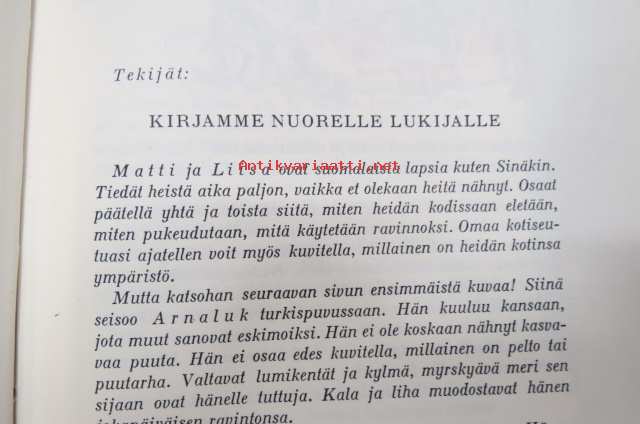 Tekijät:
KIRJAMME NUORELLE LUKIJALLE
Matti ja Liisa ovat suomalaisia lapsia kuten Sinäkin.
Antikvariaatti.net
Tiedät heistä aika paljon, vaikka et olekaan heitä nähnyt. Osaat
päätellä yhtä ja toista siitä, miten heidän kodissaan eletään,
miten pukeudutaan, mitä käytetään ravinnoksi. Omaa kotiseu-
tuasi ajatellen voit myös kuvitella, millainen on heidän kotinsa
ympäristö.
Mutta katsohan seuraavan sivun ensimmäistä kuvaa! Siinä
seisoo Arnaluk turkispuvussaan. Hän kuuluu kansaan,
jota muut sanovat eskimoiksi. Hän ei ole koskaan nähnyt kasva-
vaa puuta. Hän ei osaa edes kuvitella, millainen on pelto tai
puutarha. Valtavat lumikentät ja kylmä, myrskyävä meri sen
sijaan ovat hänelle tuttuja. Kala ja liha muodostavat hänen
jokapäiväisen ravintonsa.